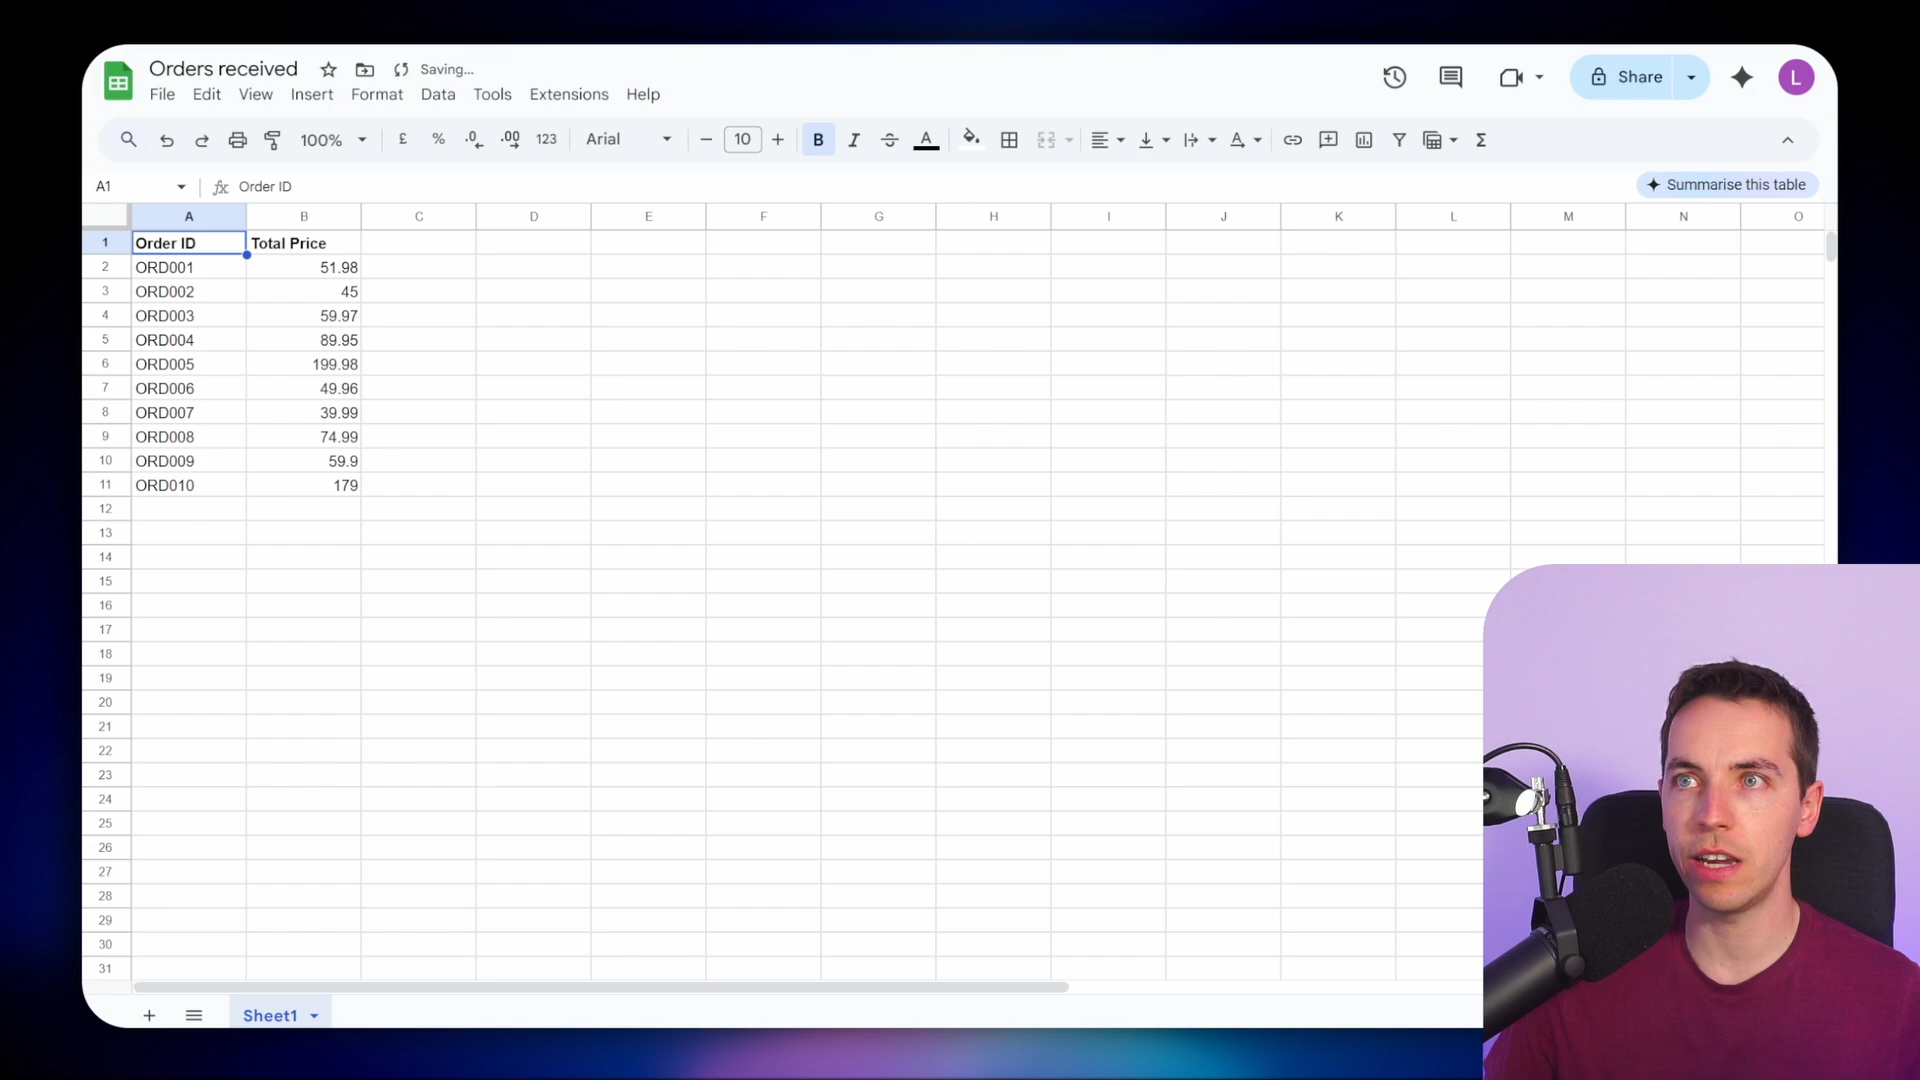 Orders received Saving...
File Edit View Insert Format Data Tools Extensions Help
Share
L
100% £ % .0 .00 123 Arial 10 B I A Σ
A1 fx Order ID
Summarise this table
A B C D E F G H I J K L M N O
1 Order ID Total Price
2 ORD001 51.98
3 ORD002 45
4 ORD003 59.97
5 ORD004 89.95
6 ORD005 199.98
7 ORD006 49.96
8 ORD007 39.99
9 ORD008 74.99
10 ORD009 59.9
11 ORD010 179
12
13
14
15
16
17
18
19
20
21
22
23
24
25
26
27
28
29
30
31
Sheet1